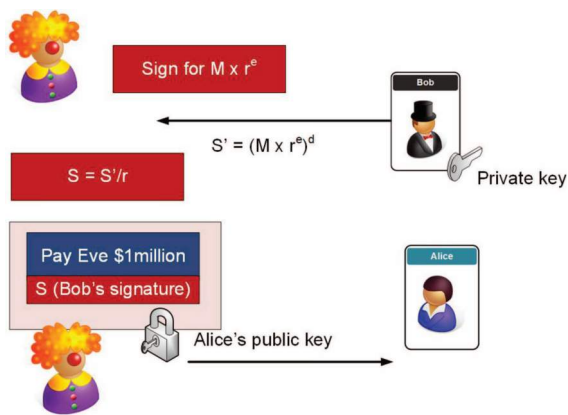 Sign for M x r^e
Bob
S' = (M x r^e)^d
Private key
S = S'/r
Pay Eve $1million
S (Bob's signature)
Alice
Alice's public key